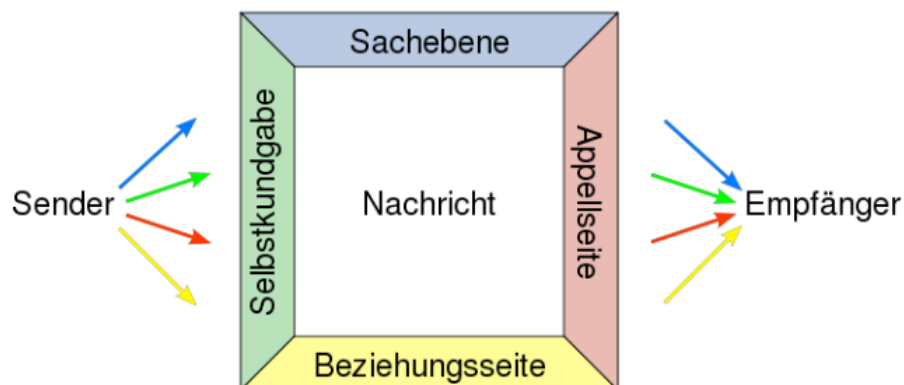 Sachebene
Sender
Selbstkundgabe
Nachricht
Appellseite
Empfänger
Beziehungsseite